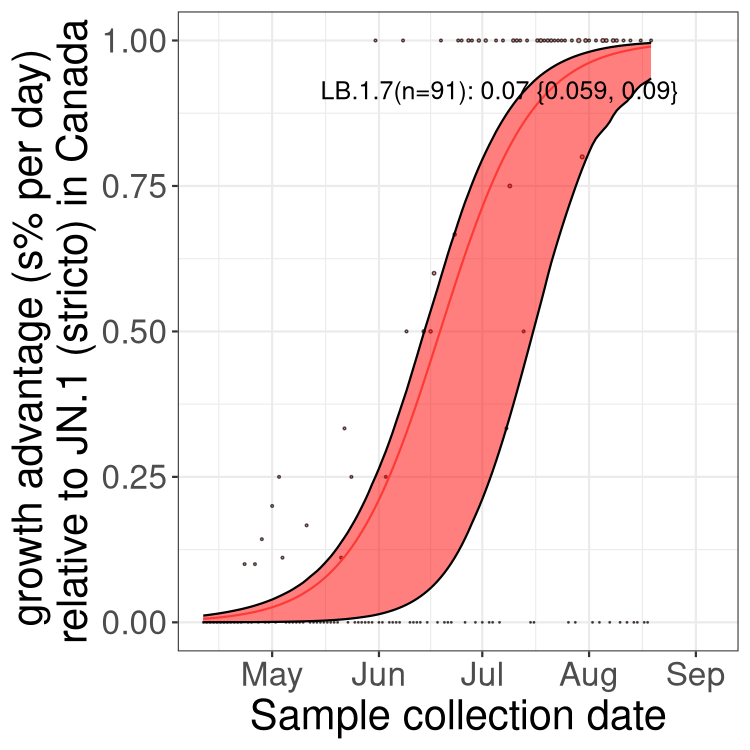 growth advantage (s% per day)
relative to JN.1 (stricto) in Canada
1.00
0.75
0.50
0.25
0.00
LB.1.7(n=91): 0.07 {0.059, 0.09}
May Jun Jul Aug Sep
Sample collection date